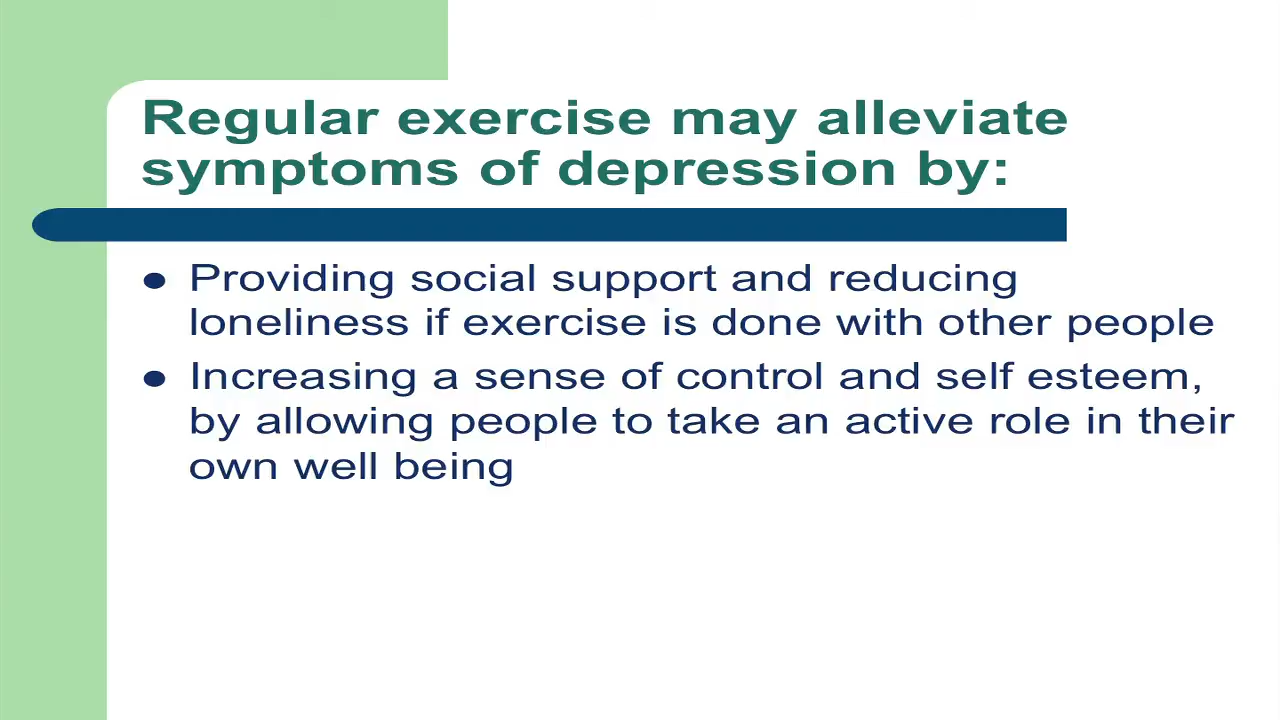 Regular exercise may alleviate
symptoms of depression by:
● Providing social support and reducing
loneliness if exercise is done with other people
● Increasing a sense of control and self esteem,
by allowing people to take an active role in their
own well being